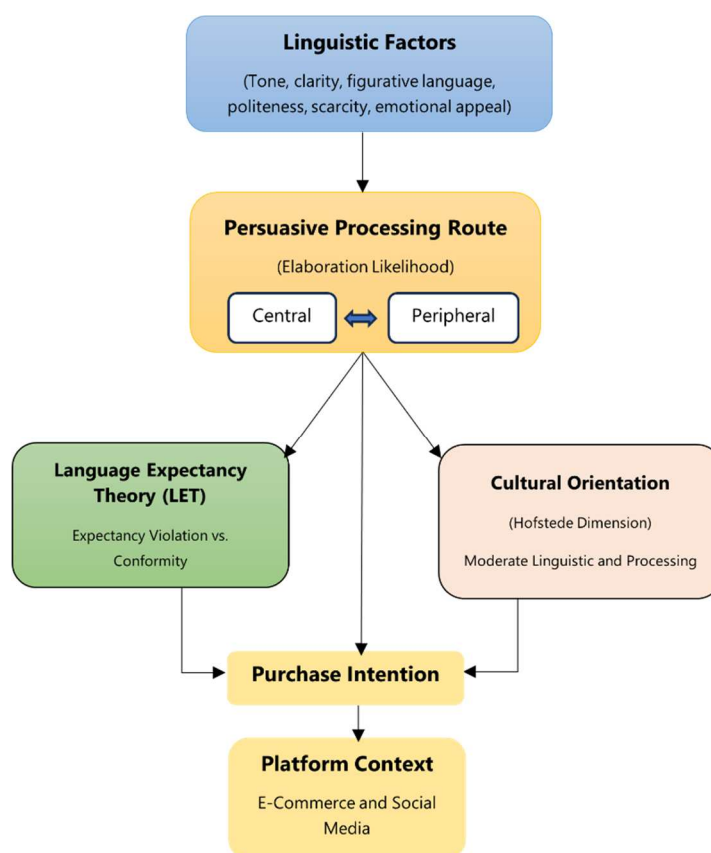 Linguistic Factors
(Tone, clarity, figurative language,
politeness, scarcity, emotional appeal)
Persuasive Processing Route
(Elaboration Likelihood)
Central
Peripheral
Language Expectancy
Theory (LET)
Expectancy Violation vs.
Conformity
Cultural Orientation
(Hofstede Dimension)
Moderate Linguistic and Processing
Purchase Intention
Platform Context
E-Commerce and Social
Media